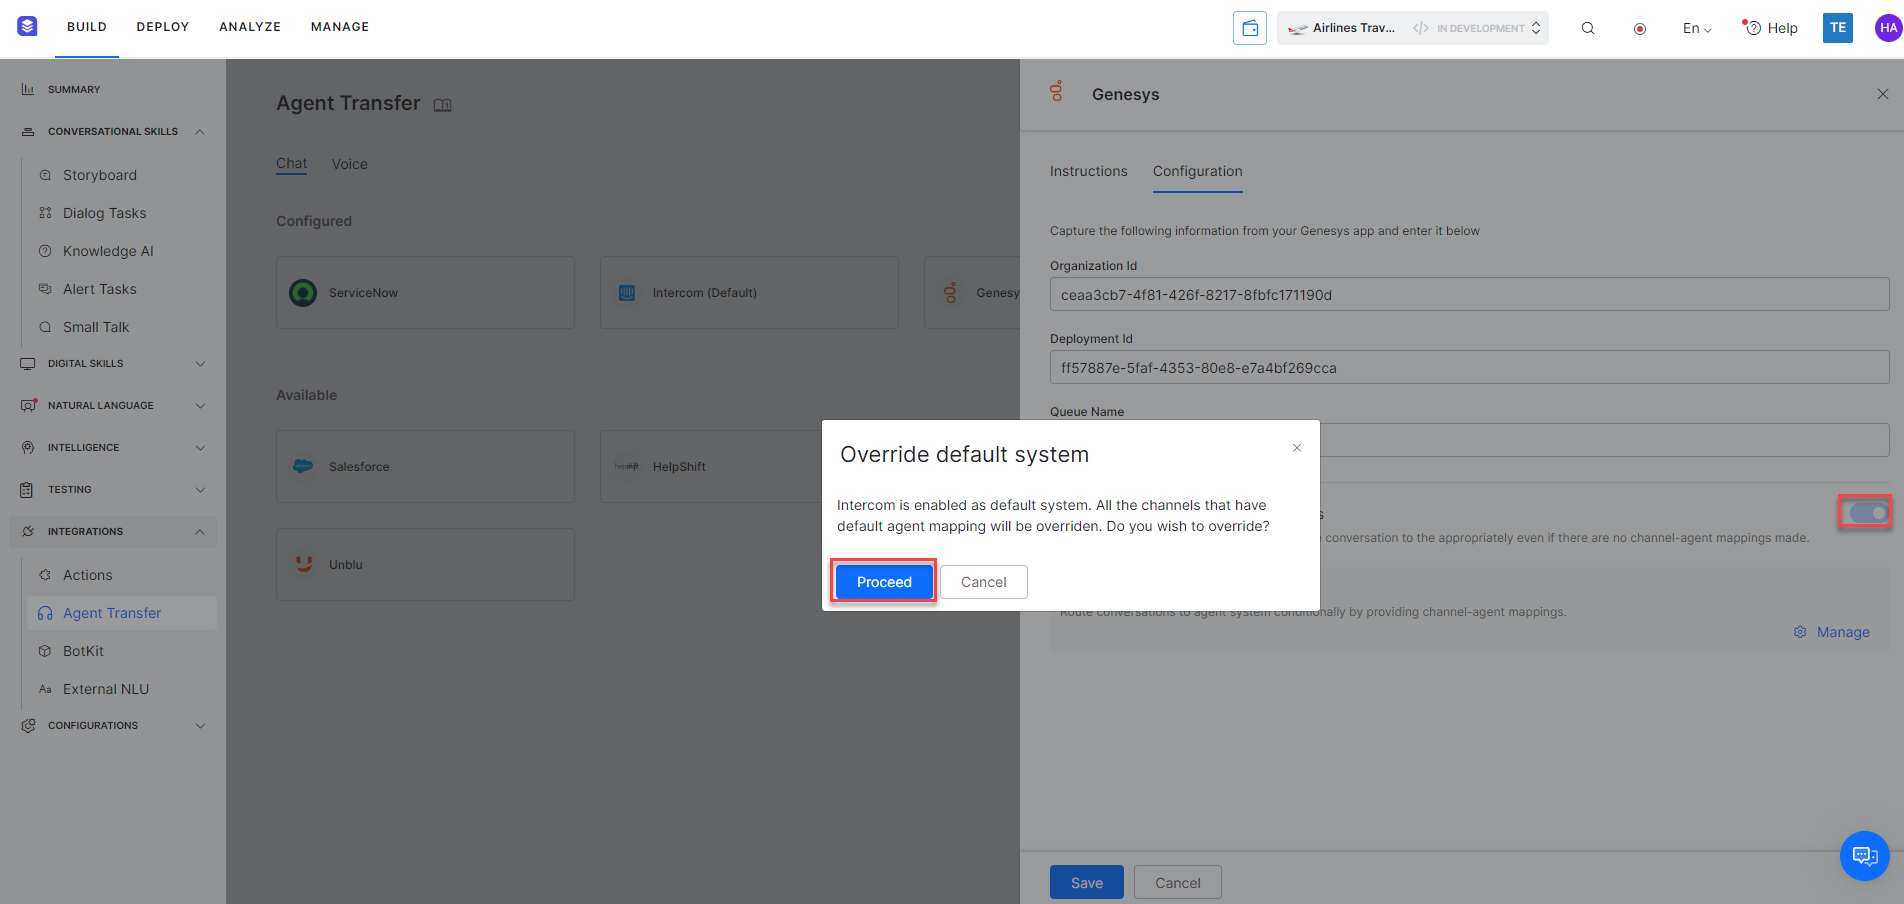 BUILD
DEPLOY
ANALYZE
MANAGE
Airlines Trav...
IN DEVELOPMENT
En
Help
TE
HA
SUMMARY
CONVERSATIONAL SKILLS
Storyboard
Dialog Tasks
Knowledge AI
Alert Tasks
Small Talk
DIGITAL SKILLS
NATURAL LANGUAGE
INTELLIGENCE
TESTING
INTEGRATIONS
Actions
Agent Transfer
BotKit
Aa External NLU
CONFIGURATIONS
Agent Transfer
Chat
Voice
Configured
ServiceNow
Intercom (Default)
Genesy
Available
Salesforce
helpshift HelpShift
Unblu
Genesys
Instructions
Configuration
Capture the following information from your Genesys app and enter it below
Organization Id
ceaa3cb7-4f81-426f-8217-8fbfc171190d
Deployment Id
ff57887e-5faf-4353-80e8-e7a4bf269cca
Queue Name
s
conversation to the appropriately even if there are no channel-agent mappings made.
Route conversations to agent system conditionally by providing channel-agent mappings.
Manage
Save
Cancel
Override default system
Intercom is enabled as default system. All the channels that have
default agent mapping will be overriden. Do you wish to override?
Proceed
Cancel